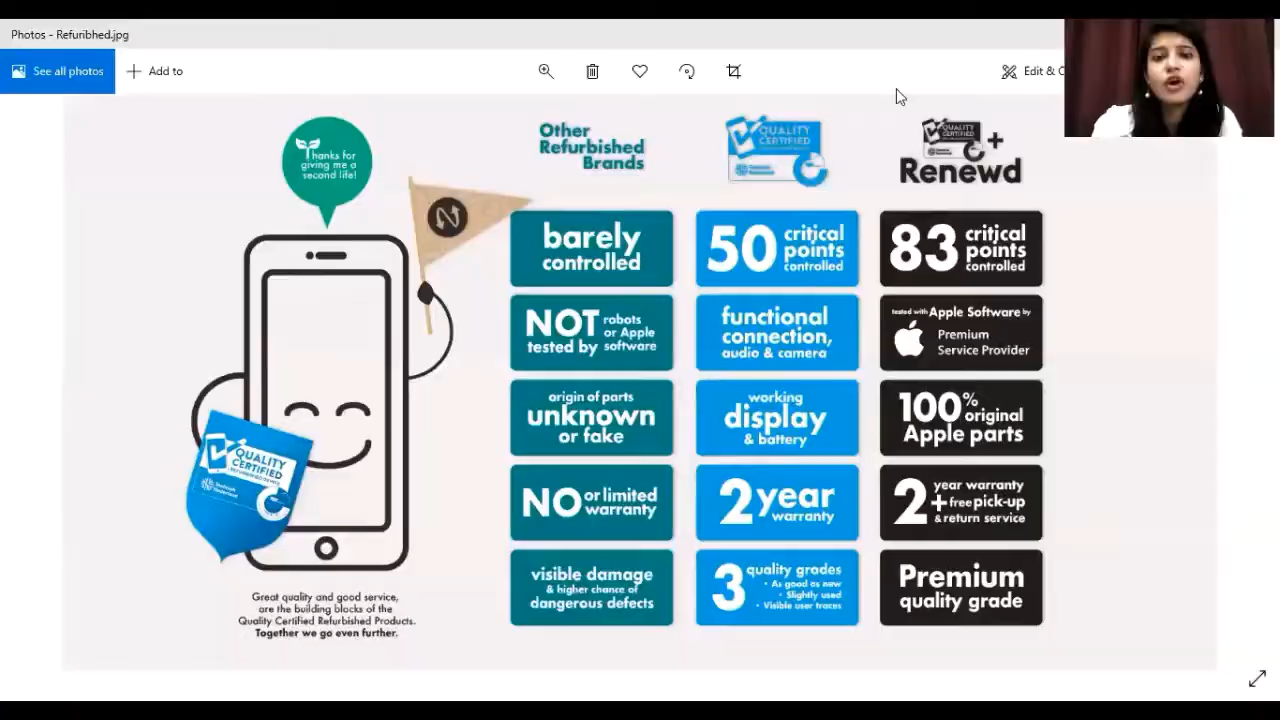 Photos - Refuribhed.jpg
See all photos
Add to
Edit & C
Thanks for
giving me a
second life!
Other
Refurbished
Brands
QUALITY
CERTIFIED
QUALITY
CERTIFIED
+
Renewd
barely
controlled
50 critical
points
controlled
83 critical
points
controlled
NOT robots
or Apple
tested by software
functional
connection,
audio & camera
tested with Apple Software by
Premium
Service Provider
origin of parts
unknown
or fake
working
display
& battery
100% original
Apple parts
NO or limited
warranty
2 year
warranty
2 year warranty
+ free pick-up
& return service
visible damage
& higher chance of
dangerous defects
3 quality grades
• As good as new
• Slightly used
• Visible user traces
Premium
quality grade
QUALITY
CERTIFIED
Great quality and good service,
are the building blocks of the
Quality Certified Refurbished Products.
Together we go even further.